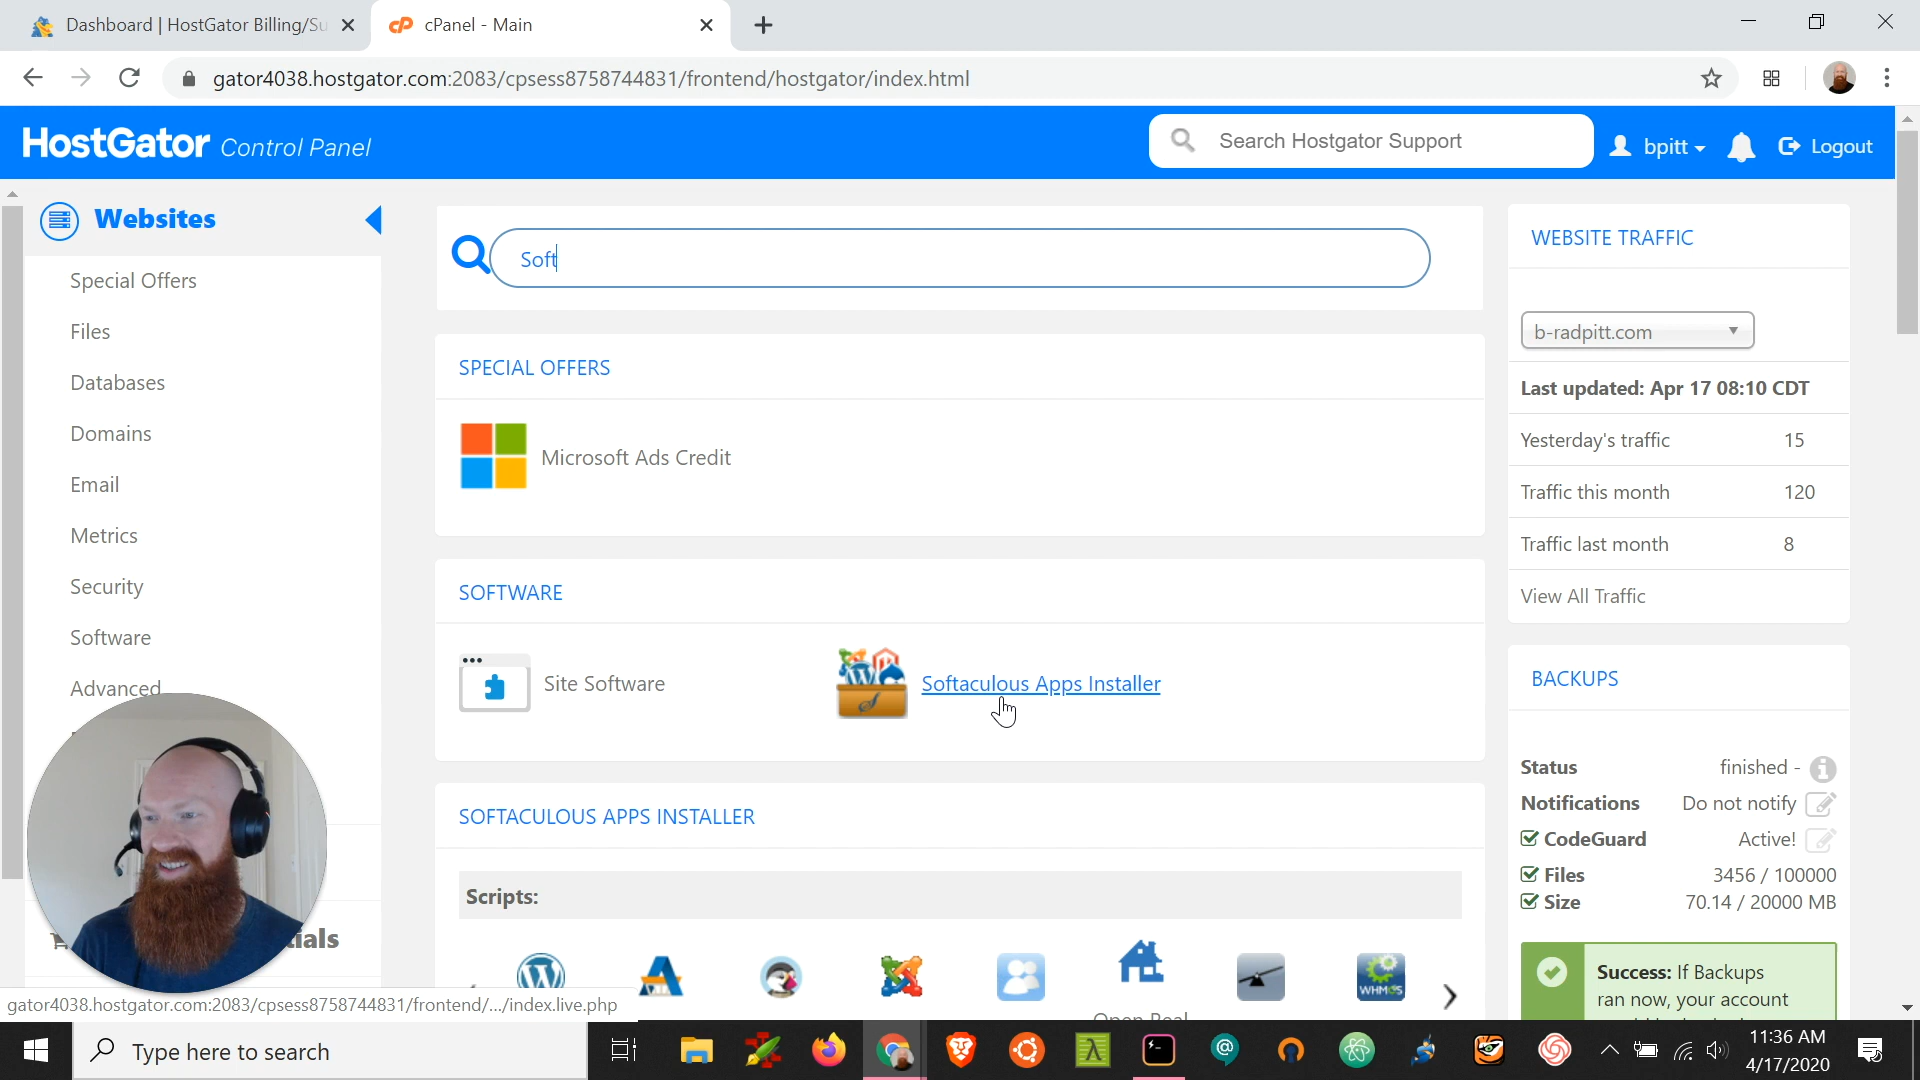 Dashboard | HostGator Billing/Su
cPanel - Main
gator4038.hostgator.com:2083/cpsess8758744831/frontend/hostgator/index.html
HostGator Control Panel
Search Hostgator Support
bpitt
Logout
Websites
Special Offers
Files
Databases
Domains
Email
Metrics
Security
Software
Advanced
ials
Soft
SPECIAL OFFERS
Microsoft Ads Credit
SOFTWARE
Site Software
Softaculous Apps Installer
SOFTACULOUS APPS INSTALLER
Scripts:
WHMCS
WEBSITE TRAFFIC
b-radpitt.com
Last updated: Apr 17 08:10 CDT
Yesterday's traffic 15
Traffic this month 120
Traffic last month 8
View All Traffic
BACKUPS
Status finished -
Notifications Do not notify
CodeGuard Active!
Files 3456 / 100000
Size 70.14 / 20000 MB
Success: If Backups
ran now, your account
gator4038.hostgator.com:2083/cpsess8758744831/frontend/.../index.live.php
Type here to search
11:36 AM
4/17/2020